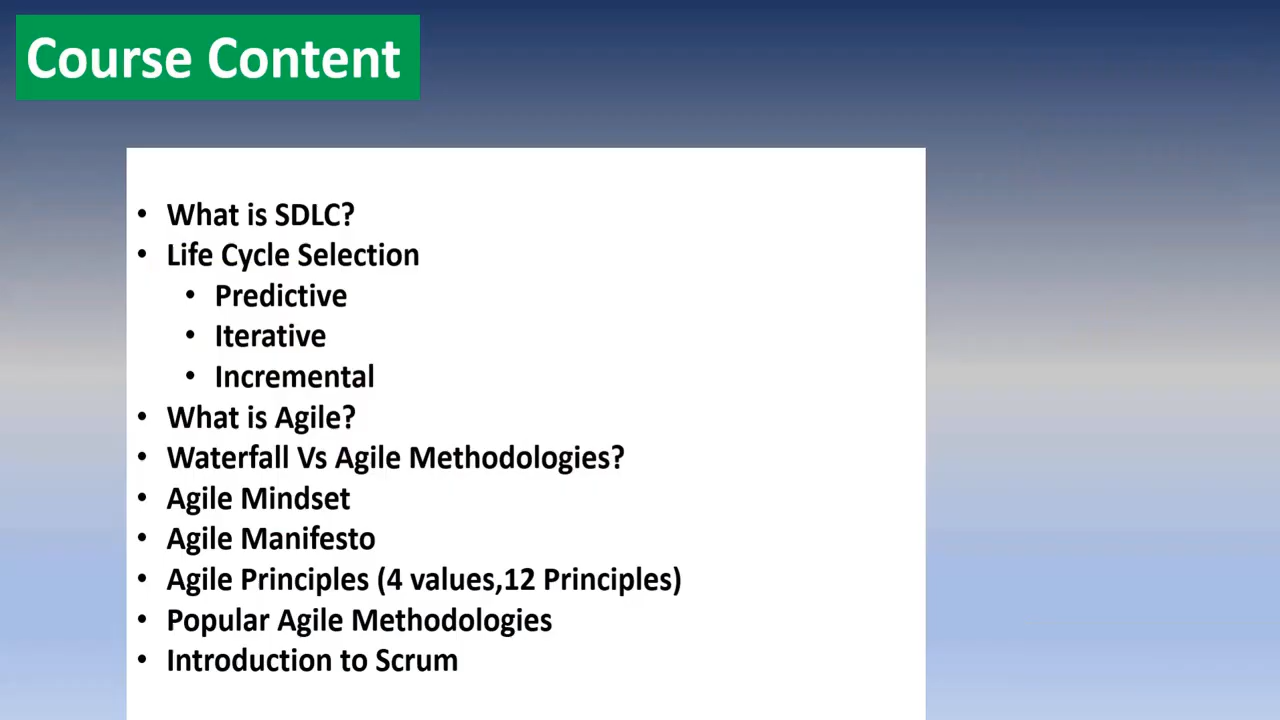 Course Content
• What is SDLC?
• Life Cycle Selection
• Predictive
• Iterative
• Incremental
• What is Agile?
• Waterfall Vs Agile Methodologies?
• Agile Mindset
• Agile Manifesto
• Agile Principles (4 values,12 Principles)
• Popular Agile Methodologies
• Introduction to Scrum